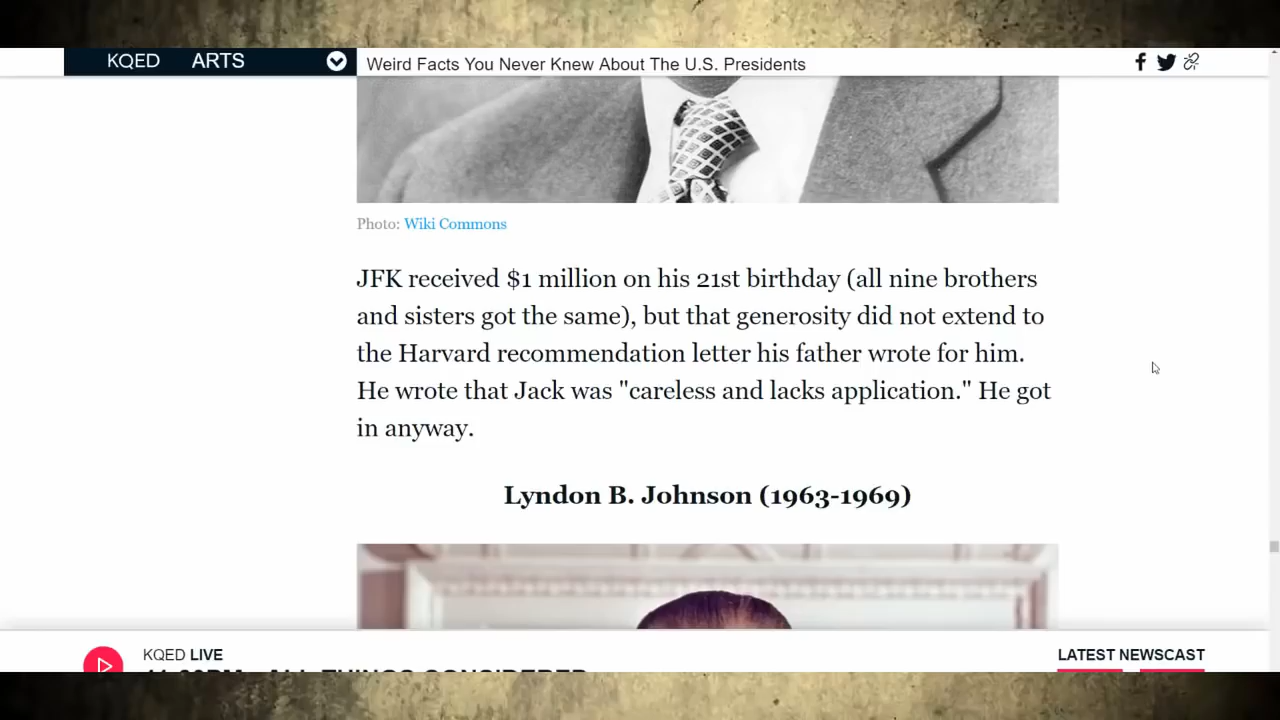 KQED ARTS Weird Facts You Never Knew About The U.S. Presidents
Photo: Wiki Commons
JFK received $1 million on his 21st birthday (all nine brothers
and sisters got the same), but that generosity did not extend to
the Harvard recommendation letter his father wrote for him.
He wrote that Jack was "careless and lacks application." He got
in anyway.
Lyndon B. Johnson (1963-1969)
KQED LIVE
LATEST NEWSCAST
ALL THINGS CONSIDERED